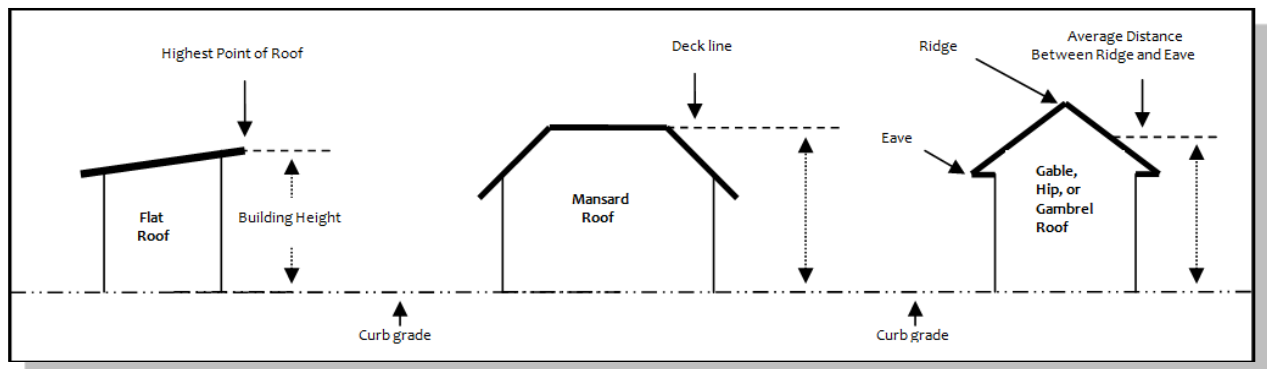 Highest Point of Roof
Deck line
Ridge
Average Distance
Between Ridge and Eave
Eave
Flat
Roof
Building Height
Mansard
Roof
Gable,
Hip, or
Gambrel
Roof
Curb grade
Curb grade